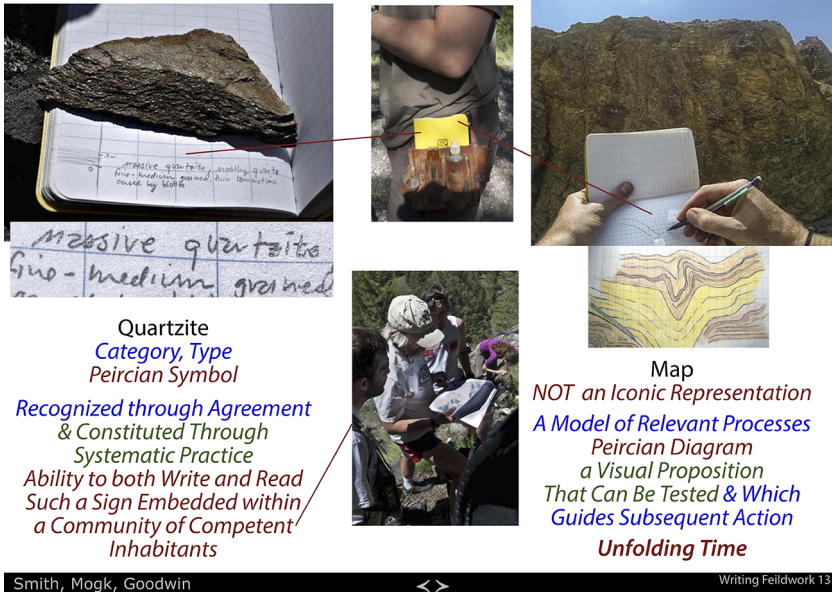 massive quartzite, mostly quartz
fine-medium grained, thin laminations
caused by
massive quartzite
fine-medium grained
Quartzite
Category, Type
Peircian Symbol
Recognized through Agreement
& Constituted Through
Systematic Practice
Ability to both Write and Read
Such a Sign Embedded within
a Community of Competent
Inhabitants
Map
NOT an Iconic Representation
A Model of Relevant Processes
Peircian Diagram
a Visual Proposition
That Can Be Tested & Which
Guides Subsequent Action
Unfolding Time
Smith, Mogk, Goodwin
<>
Writing Feildwork 13